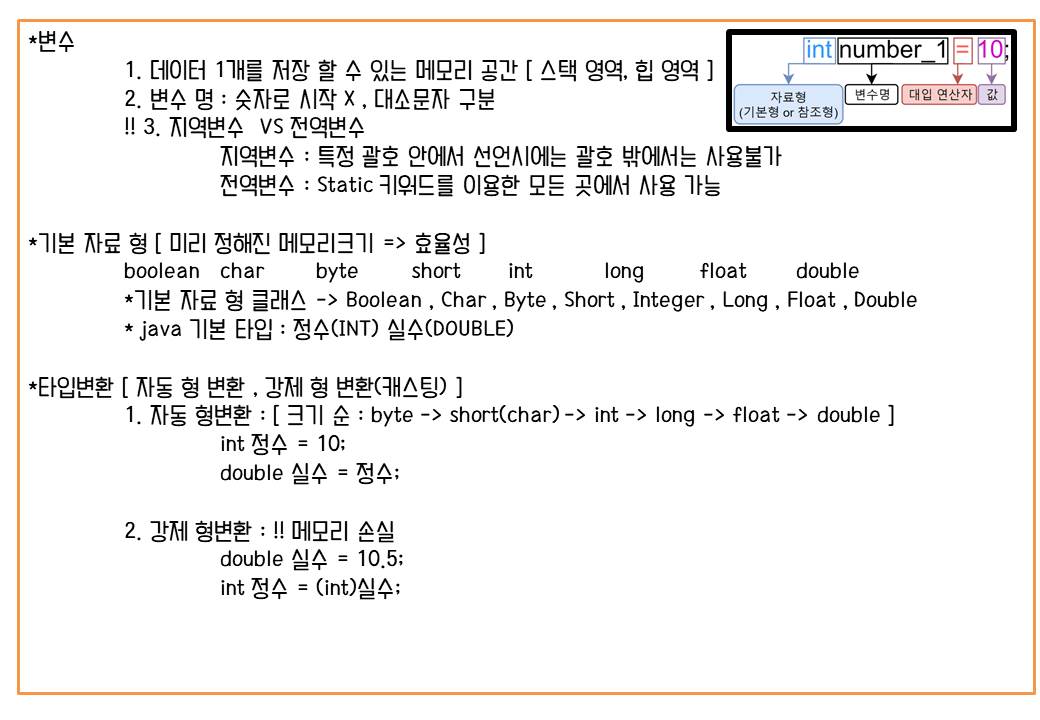 *변수
1. 데이터 1개를 저장 할 수 있는 메모리 공간 [ 스택 영역, 힙 영역 ]
2. 변수 명 : 숫자로 시작 X , 대소문자 구분
!! 3. 지역변수 VS 전역변수
지역변수 : 특정 괄호 안에서 선언시에는 괄호 밖에서는 사용불가
전역변수 : Static 키워드를 이용한 모든 곳에서 사용 가능
int number_1 = 10;
자료형 변수명 대입 연산자 값
(기본형 or 참조형)
*기본 자료 형 [ 미리 정해진 메모리크기 => 효율성 ]
boolean char byte short int long float double
*기본 자료 형 클래스 -> Boolean , Char , Byte , Short , Integer , Long , Float , Double
* java 기본 타입 : 정수(INT) 실수(DOUBLE)
*타입변환 [ 자동 형 변환 , 강제 형 변환(캐스팅) ]
1. 자동 형변환 : [ 크기 순 : byte -> short(char) -> int -> long -> float -> double ]
int 정수 = 10;
double 실수 = 정수;
2. 강제 형변환 : !! 메모리 손실
double 실수 = 10.5;
int 정수 = (int)실수;